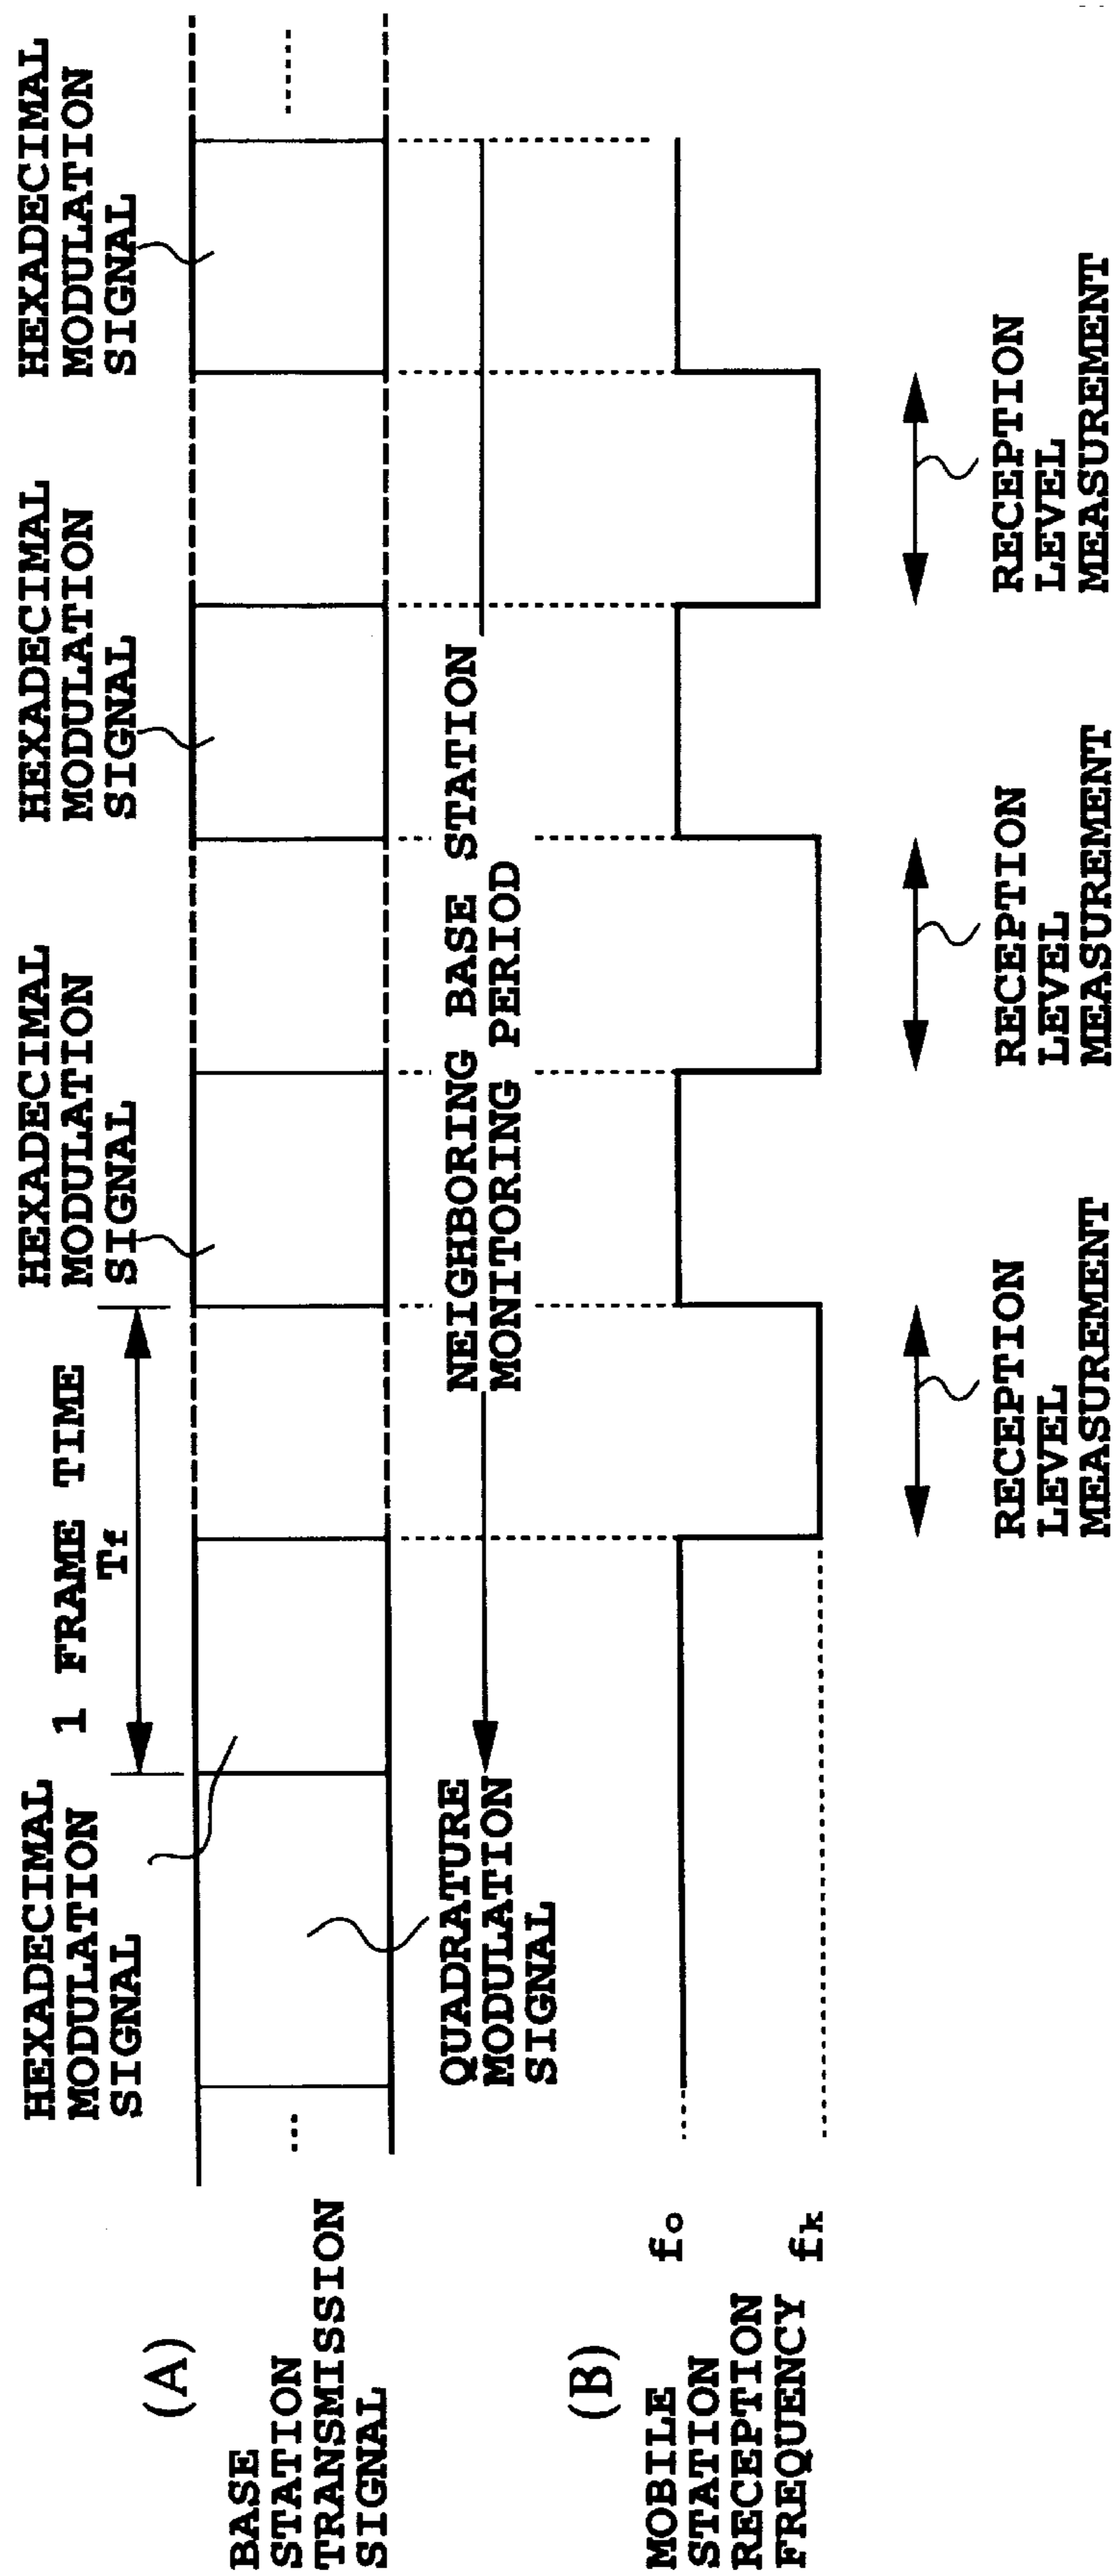 HEXADECIMAL
MODULATION
SIGNAL
1 FRAME TIME
Tf
HEXADECIMAL
MODULATION
SIGNAL
HEXADECIMAL
MODULATION
SIGNAL
HEXADECIMAL
MODULATION
SIGNAL
(A)
BASE
STATION
TRANSMISSION
SIGNAL
QUADRATURE
MODULATION
SIGNAL
NEIGHBORING BASE STATION
MONITORING PERIOD
(B)
MOBILE
STATION
RECEPTION
FREQUENCY
fo
fk
RECEPTION
LEVEL
MEASUREMENT
RECEPTION
LEVEL
MEASUREMENT
RECEPTION
LEVEL
MEASUREMENT